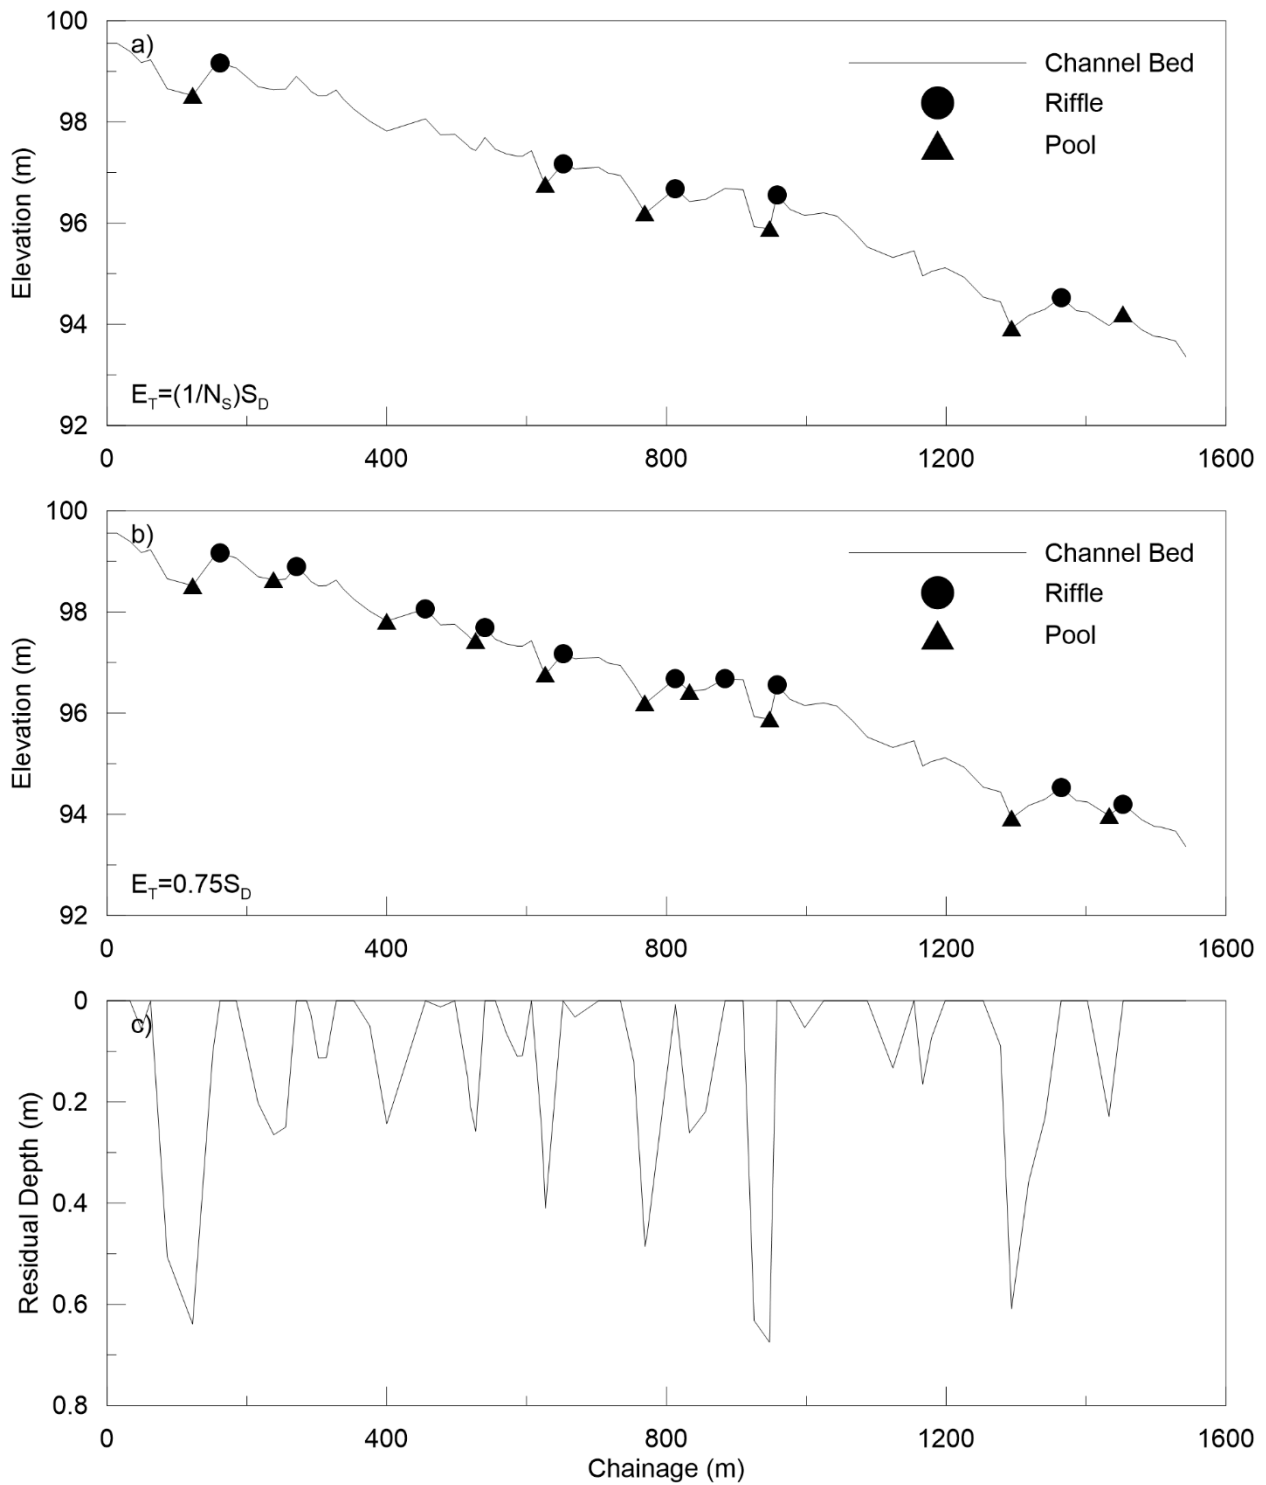 100
a)
Channel Bed
Riffle
Pool
98
96
94
92
Elevation (m)
E_T=(1/N_S)S_D
0 400 800 1200 1600
100
b)
Channel Bed
Riffle
Pool
98
96
94
92
Elevation (m)
E_T=0.75S_D
0 400 800 1200 1600
0
c)
0.2
0.4
0.6
0.8
Residual Depth (m)
0 400 800 1200 1600
Chainage (m)